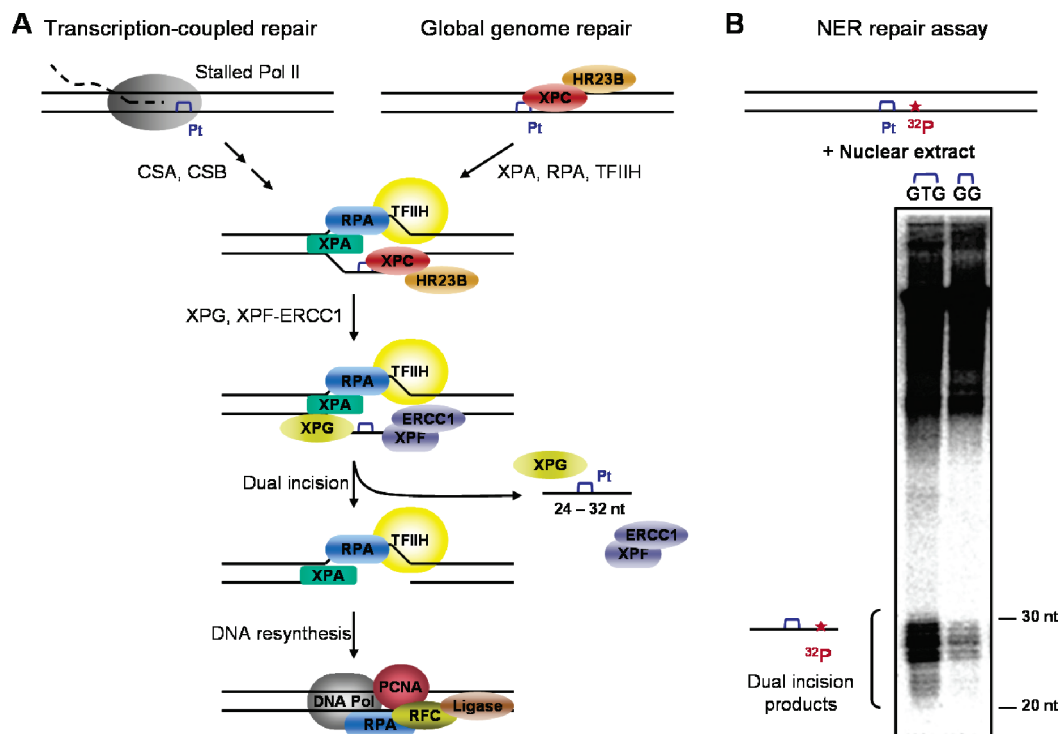 A Transcription-coupled repair
Global genome repair
Stalled Pol II
Pt
HR23B
XPC
Pt
CSA, CSB
XPA, RPA, TFIIH
RPA
TFIIH
XPA
XPC
HR23B
XPG, XPF-ERCC1
RPA
TFIIH
XPA
XPG
ERCC1
XPF
Dual incision
XPG
Pt
24 – 32 nt
ERCC1
XPF
RPA
TFIIH
XPA
DNA resynthesis
DNA Pol
PCNA
RPA
RFC
Ligase
B NER repair assay
Pt ³²P
+ Nuclear extract
GTG GG
30 nt
³²P
Dual incision
products
20 nt